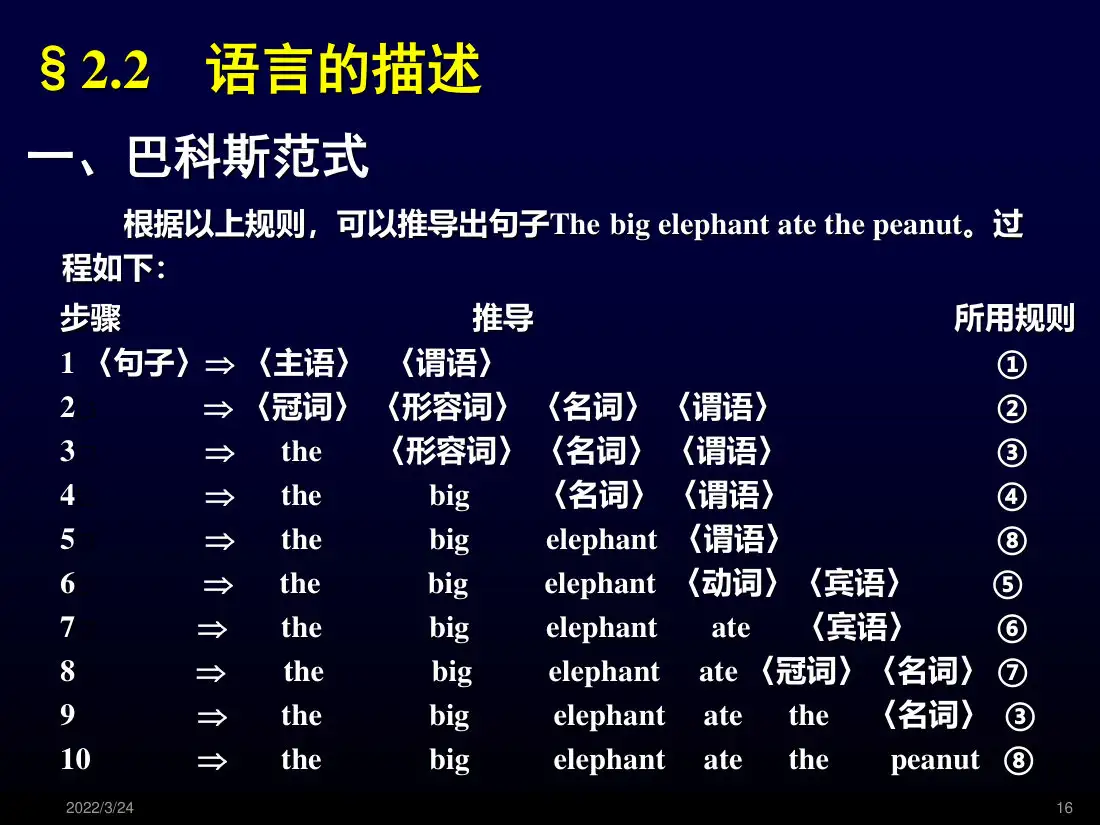 §2.2 语言的描述
一、巴科斯范式
根据以上规则，可以推导出句子The big elephant ate the peanut。过
程如下：
步骤 推导 所用规则
1 〈句子〉⇒ 〈主语〉 〈谓语〉 ①
2 ⇒ 〈冠词〉 〈形容词〉 〈名词〉 〈谓语〉 ②
3 ⇒ the 〈形容词〉 〈名词〉 〈谓语〉 ③
4 ⇒ the big 〈名词〉 〈谓语〉 ④
5 ⇒ the big elephant 〈谓语〉 ⑧
6 ⇒ the big elephant 〈动词〉 〈宾语〉 ⑤
7 ⇒ the big elephant ate 〈宾语〉 ⑥
8 ⇒ the big elephant ate 〈冠词〉 〈名词〉 ⑦
9 ⇒ the big elephant ate the 〈名词〉 ③
10 ⇒ the big elephant ate the peanut ⑧
2022/3/24 16